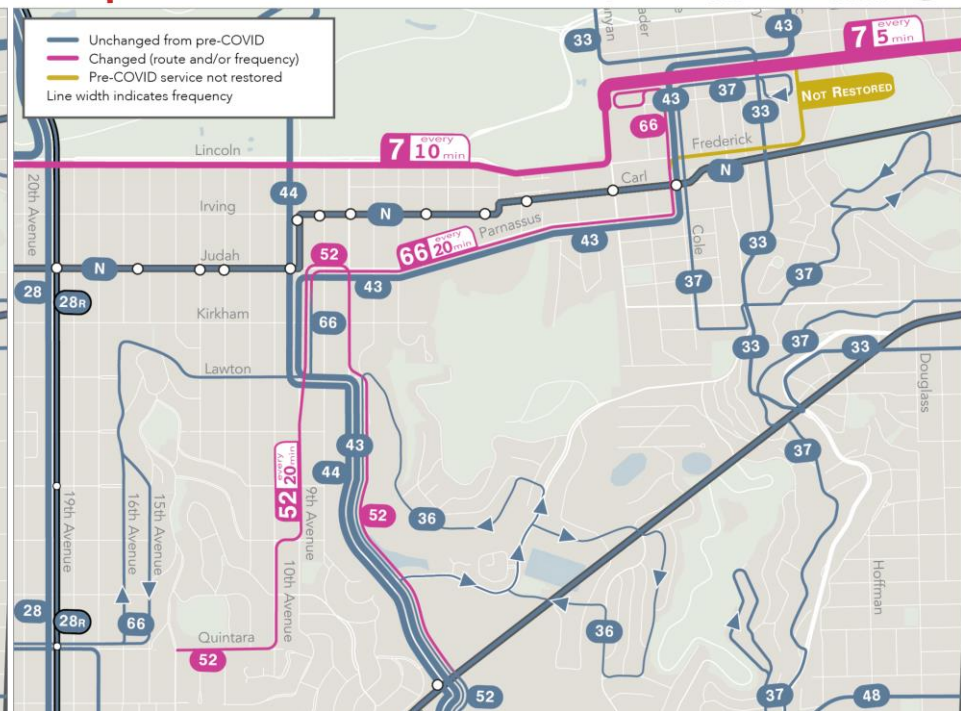 Unchanged from pre-COVID
Changed (route and/or frequency)
Pre-COVID service not restored
Line width indicates frequency
33
43
7 every 5 min
43
37
33
NOT RESTORED
66
Frederick
Lincoln
7 every 10 min
Carl
N
20th Avenue
44
Irving
N
Parnassus
66 every 20 min
43
Cole
33
Judah
52
N
43
37
37
28
28R
Kirkham
66
33
37
33
Lawton
Douglass
43
44
37
52 every 20 min
9th Avenue
52
36
19th Avenue
16th Avenue
15th Avenue
10th Avenue
Hoffman
28
28R
66
36
Quintara
52
52
37
48